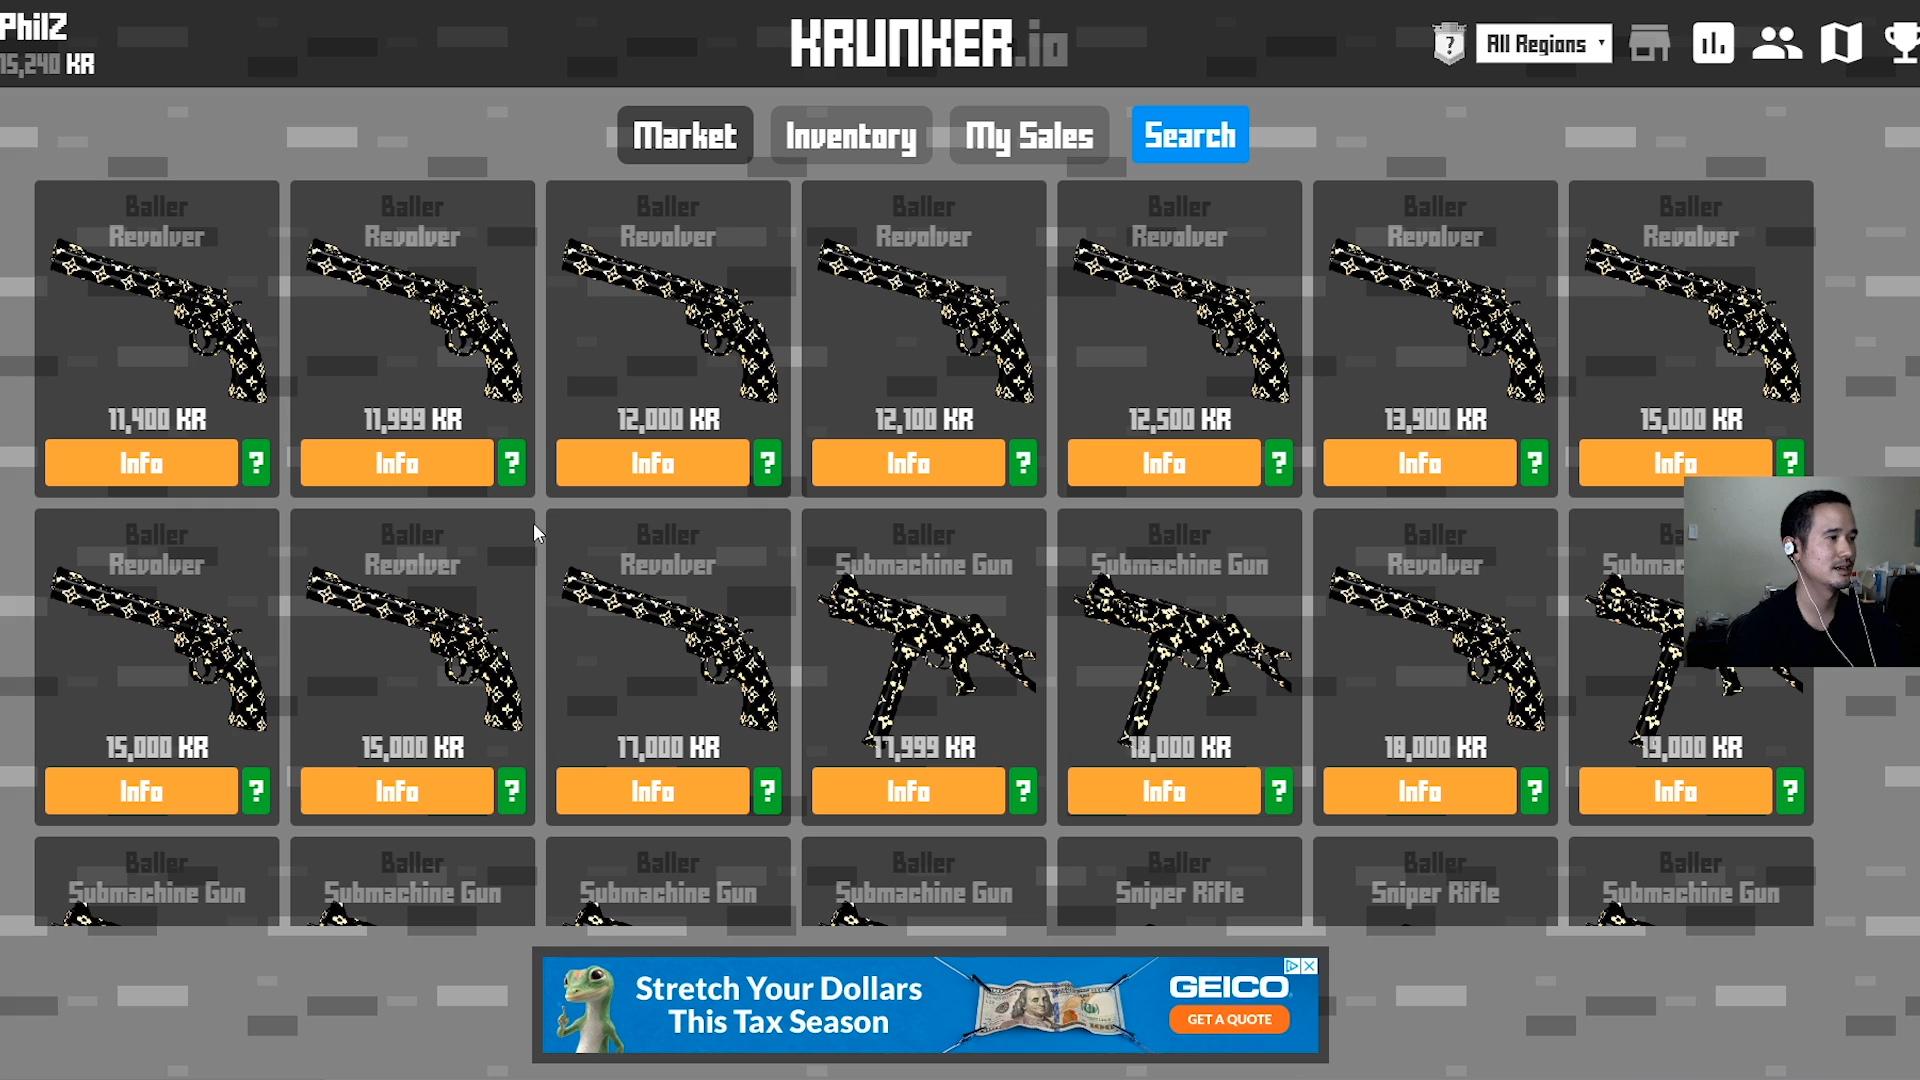 PhilZ
15,240 KR
KRUNKER.io
?
All Regions
Market
Inventory
My Sales
Search
Baller
Revolver
11,400 KR
Info
?
Baller
Revolver
11,999 KR
Info
?
Baller
Revolver
12,000 KR
Info
?
Baller
Revolver
12,100 KR
Info
?
Baller
Revolver
12,500 KR
Info
?
Baller
Revolver
13,900 KR
Info
?
Baller
Revolver
15,000 KR
Info
?
Baller
Revolver
15,000 KR
Info
?
Baller
Revolver
15,000 KR
Info
?
Baller
Revolver
17,000 KR
Info
?
Baller
Submachine Gun
17,999 KR
Info
?
Baller
Submachine Gun
18,000 KR
Info
?
Baller
Revolver
18,000 KR
Info
?
Ba
Submac
19,000 KR
Info
?
Baller
Submachine Gun
Baller
Submachine Gun
Baller
Submachine Gun
Baller
Submachine Gun
Baller
Sniper Rifle
Baller
Sniper Rifle
Baller
Submachine Gun
Stretch Your Dollars
This Tax Season
GEICO
GET A QUOTE